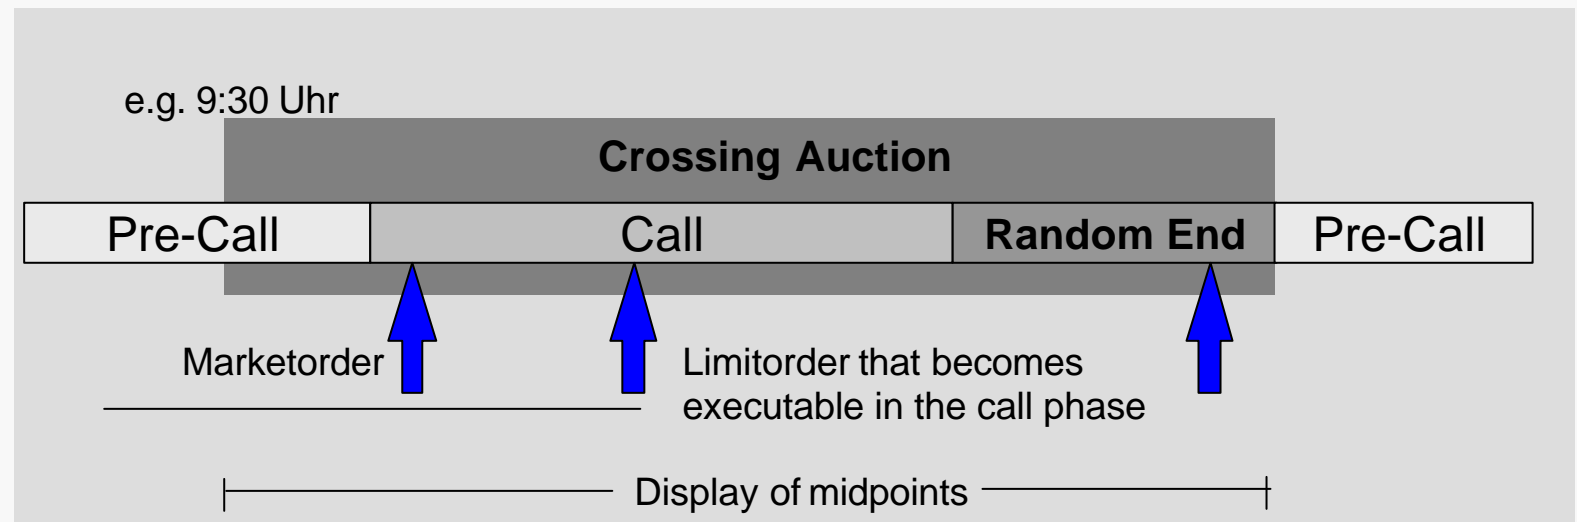 e.g. 9:30 Uhr
Crossing Auction
Pre-Call Call Random End Pre-Call
Marketorder
Limitorder that becomes
executable in the call phase
Display of midpoints